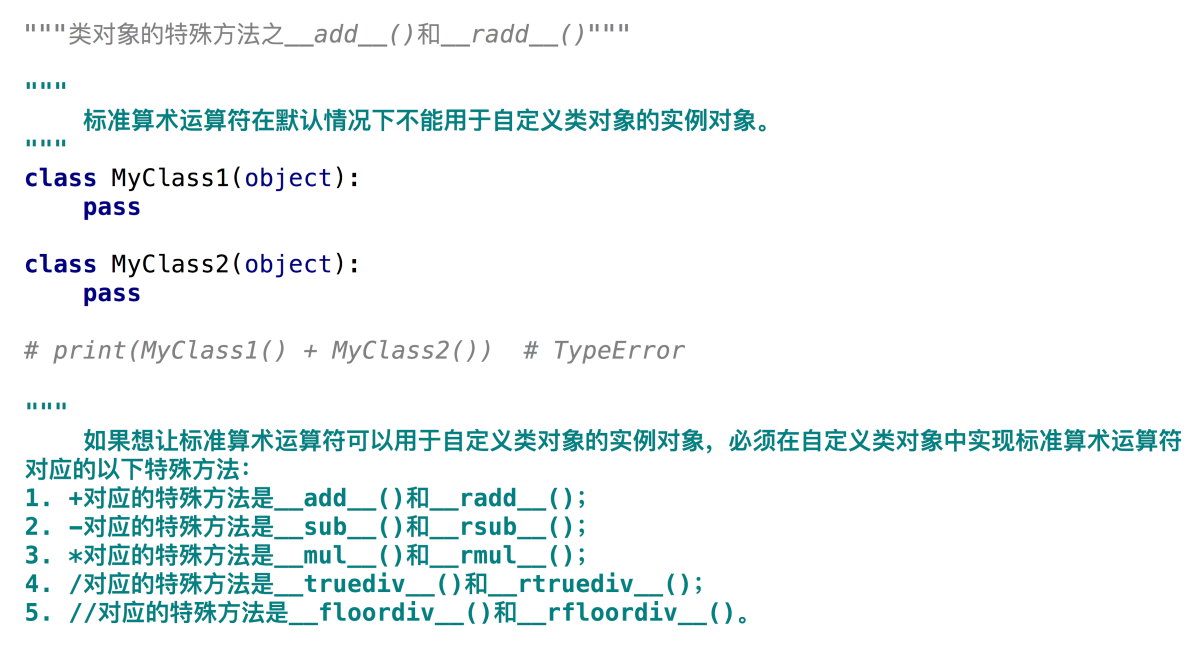 """类对象的特殊方法之__add__()和__radd__()"""
"""
标准算术运算符在默认情况下不能用于自定义类对象的实例对象。
"""
class MyClass1(object):
    pass
class MyClass2(object):
    pass
# print(MyClass1() + MyClass2())  # TypeError
"""
    如果想让标准算术运算符可以用于自定义类对象的实例对象，必须在自定义类对象中实现标准算术运算符
对应的以下特殊方法：
1. +对应的特殊方法是__add__()和__radd__()；
2. -对应的特殊方法是__sub__()和__rsub__()；
3. *对应的特殊方法是__mul__()和__rmul__()；
4. /对应的特殊方法是__truediv__()和__rtruediv__()；
5. //对应的特殊方法是__floordiv__()和__rfloordiv__()。